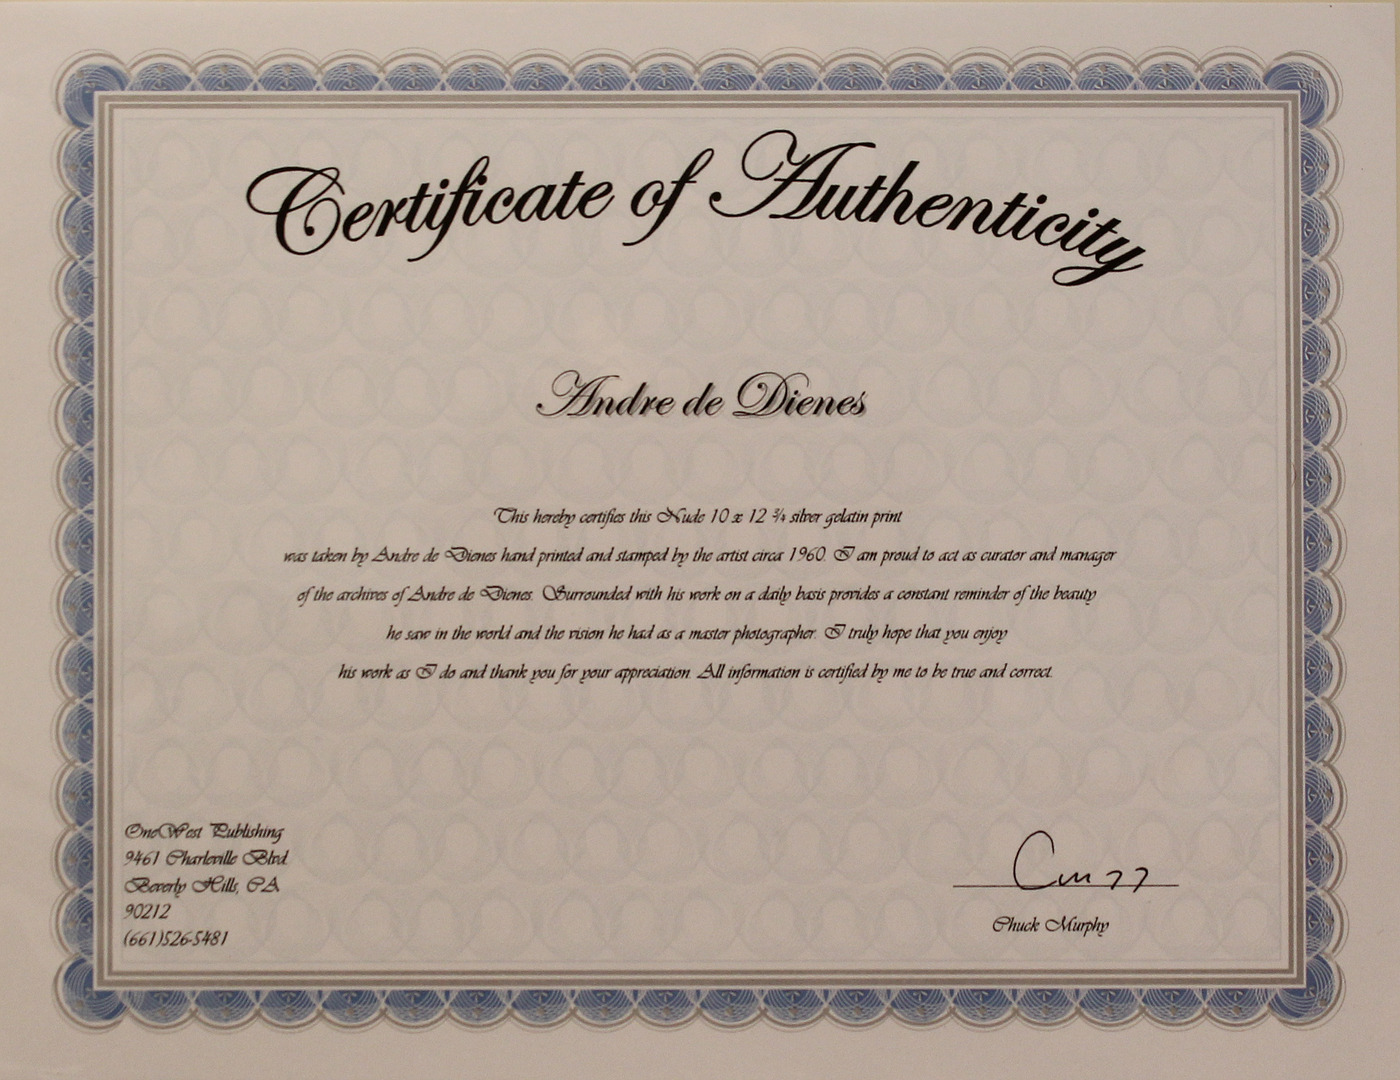 Certificate of Authenticity
Andre de Dienes
This hereby certifies this Nude 10 x 12 ¾ silver gelatin print
was taken by Andre de Dienes hand printed and stamped by the artist circa 1960. I am proud to act as curator and manager
of the archives of Andre de Dienes. Surrounded with his work on a daily basis provides a constant reminder of the beauty
he saw in the world and the vision he had as a master photographer. I truly hope that you enjoy
his work as I do and thank you for your appreciation. All information is certified by me to be true and correct.
OneWest Publishing
9461 Charleville Blvd.
Beverly Hills, CA
90212
(661)526-5481
Chuck Murphy